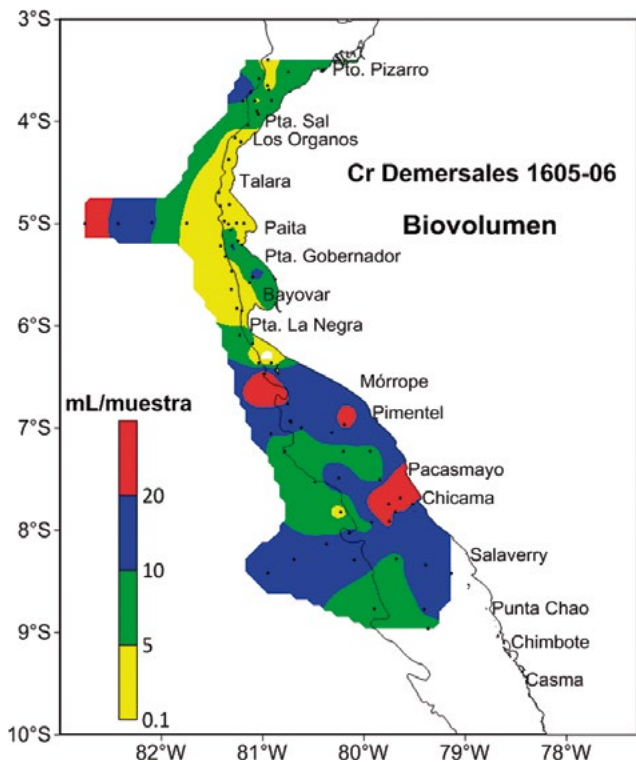 3°S
Pto. Pizarro
4°S
Pta. Sal
Los Organos
Cr Demersales 1605-06
Talara
Biovolumen
5°S
Paita
Pta. Gobernador
Bayovar
6°S
Pta. La Negra
mL/muestra
Mórrope
7°S
Pimentel
Pacasmayo
20
Chicama
8°S
Salaverry
10
Punta Chao
9°S
Chimbote
5
Casma
0.1
10°S
82°W 81°W 80°W 79°W 78°W